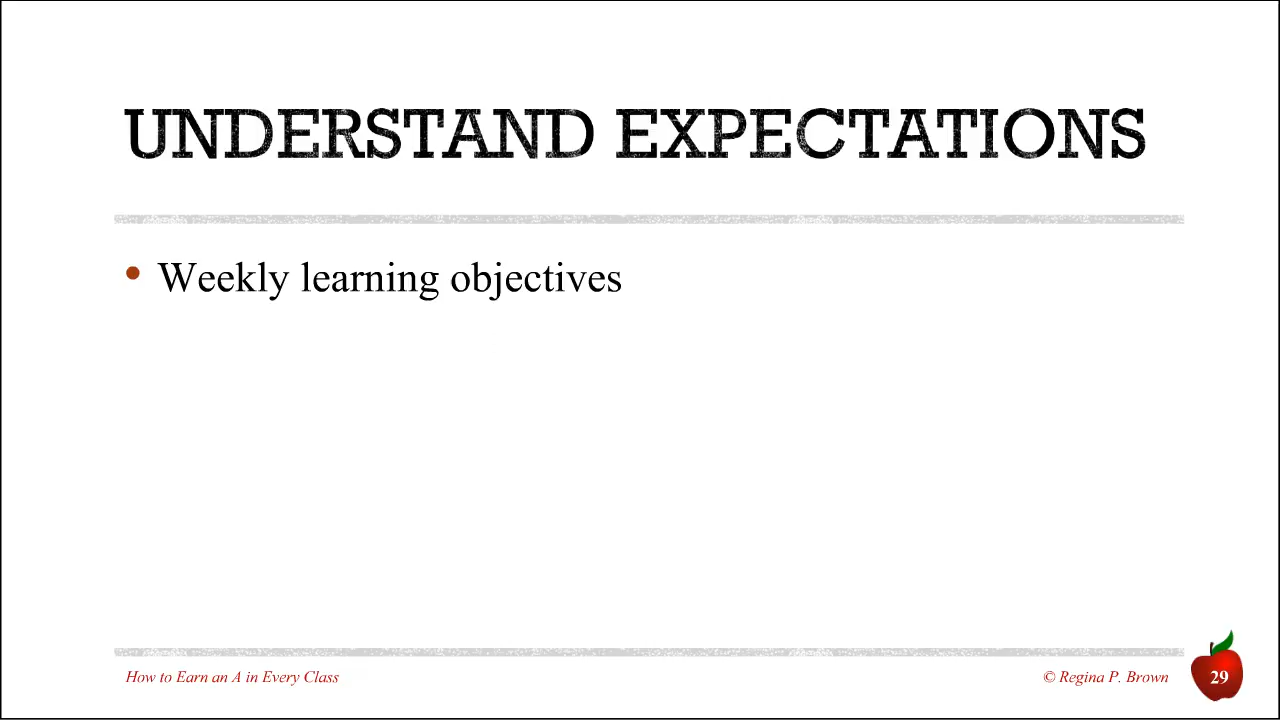 UNDERSTAND EXPECTATIONS
• Weekly learning objectives
How to Earn an A in Every Class
© Regina P. Brown
29